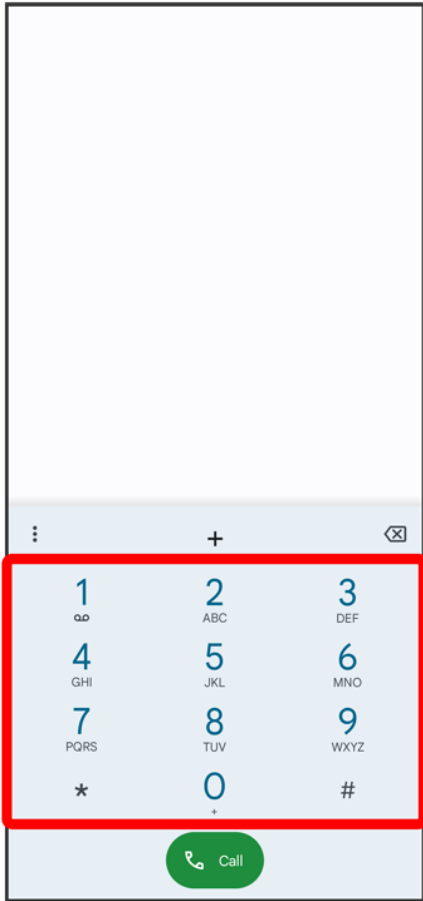 +
1 2 3
ABC DEF
4 5 6
GHI JKL MNO
7 8 9
PQRS TUV WXYZ
* 0 #
+
Call